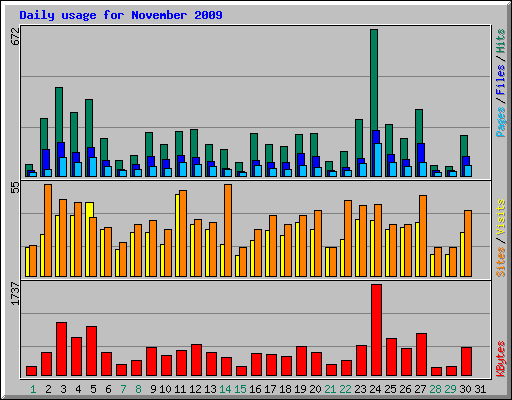 Daily usage for November 2009
672
Pages / Files / Hits
55
Sites / Visits
1737
KBytes
1 2 3 4 5 6 7 8 9 10 11 12 13 14 15 16 17 18 19 20 21 22 23 24 25 26 27 28 29 30 31